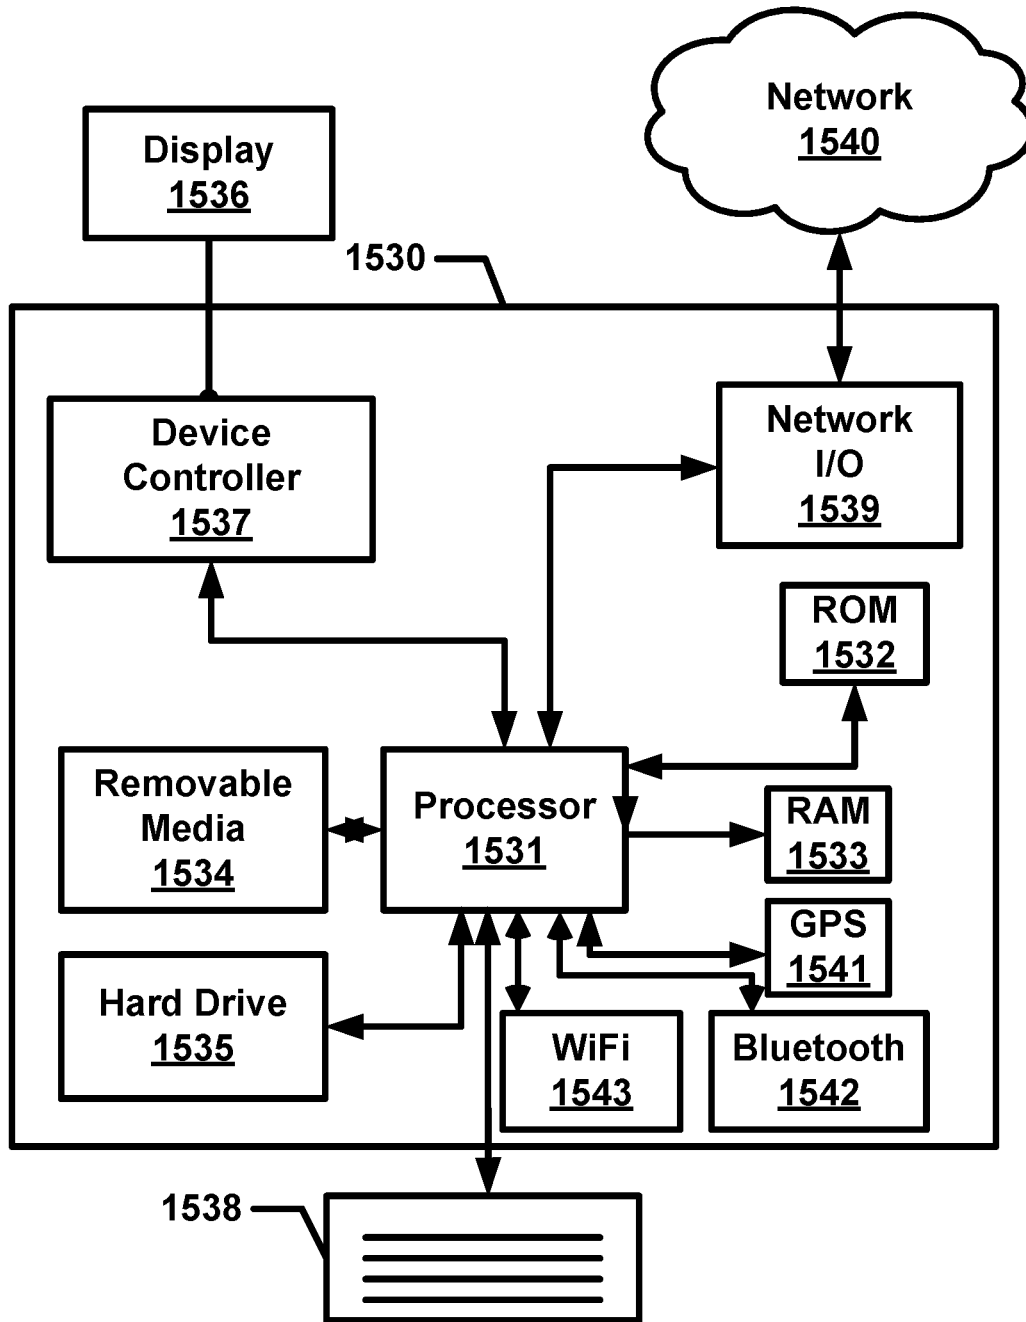 Network
1540
Display
1536
1530
Device
Controller
1537
Network
I/O
1539
ROM
1532
Removable
Media
1534
Processor
1531
RAM
1533
GPS
1541
Hard Drive
1535
WiFi
1543
Bluetooth
1542
1538